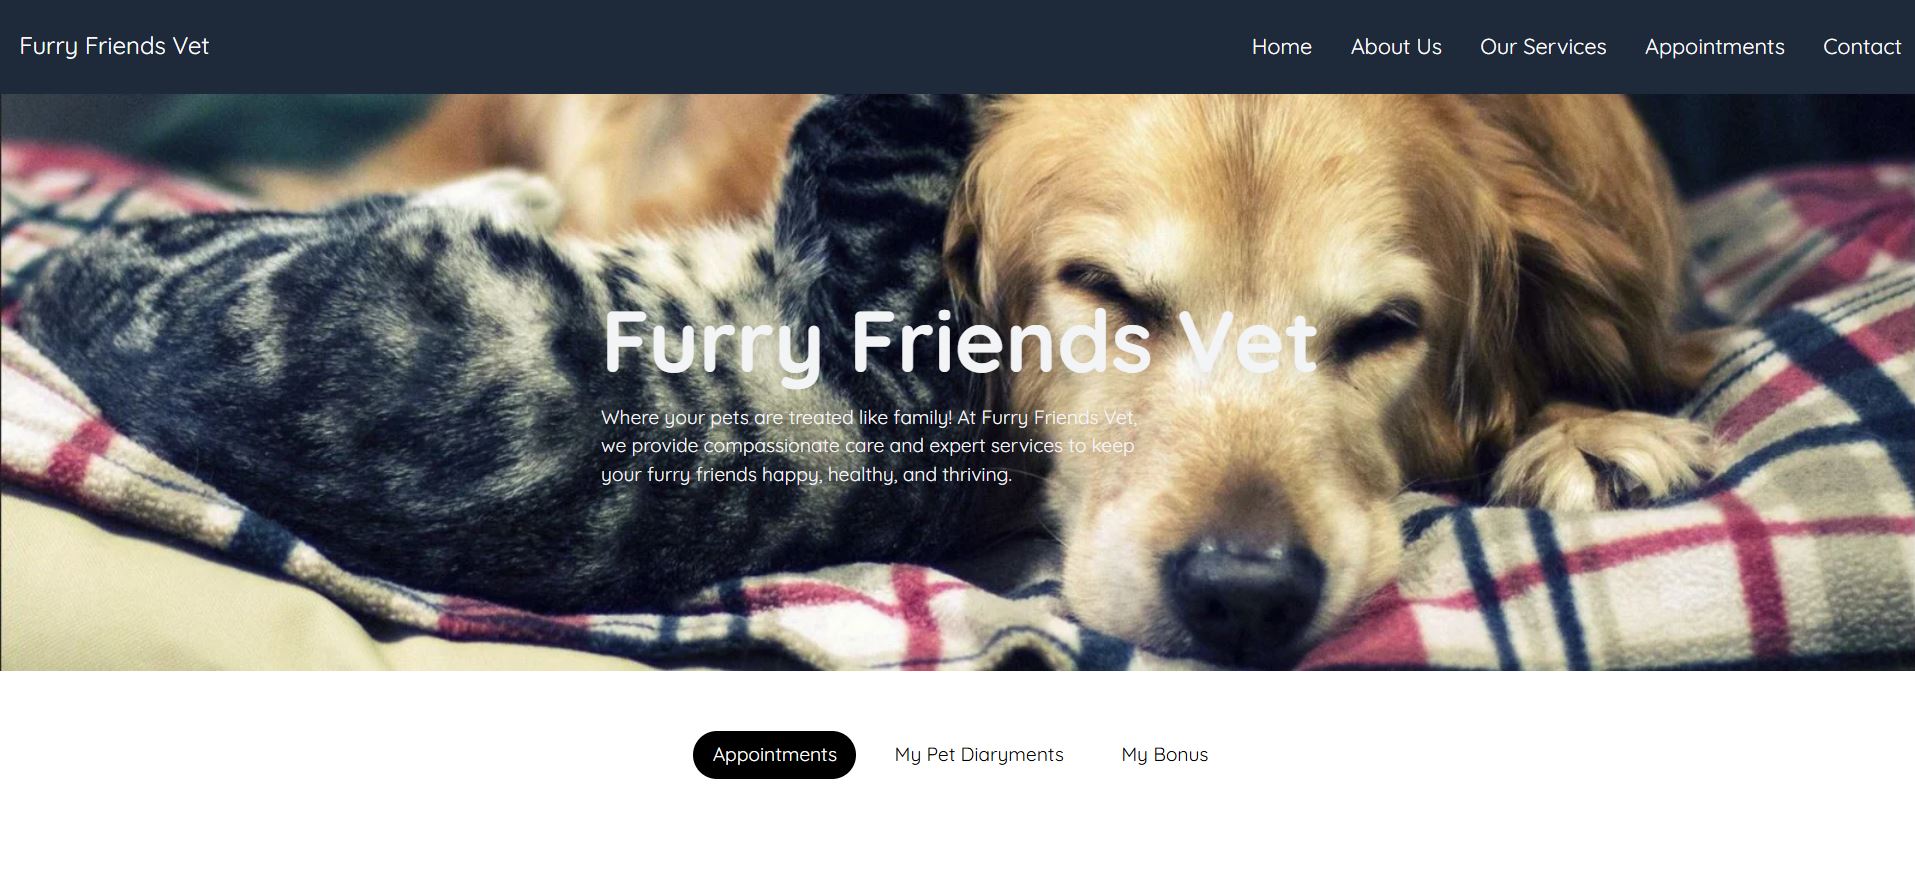 Furry Friends Vet
Home About Us Our Services Appointments Contact
Furry Friends Vet
Where your pets are treated like family! At Furry Friends Vet,
we provide compassionate care and expert services to keep
your furry friends happy, healthy, and thriving.
Appointments My Pet Diaryments My Bonus